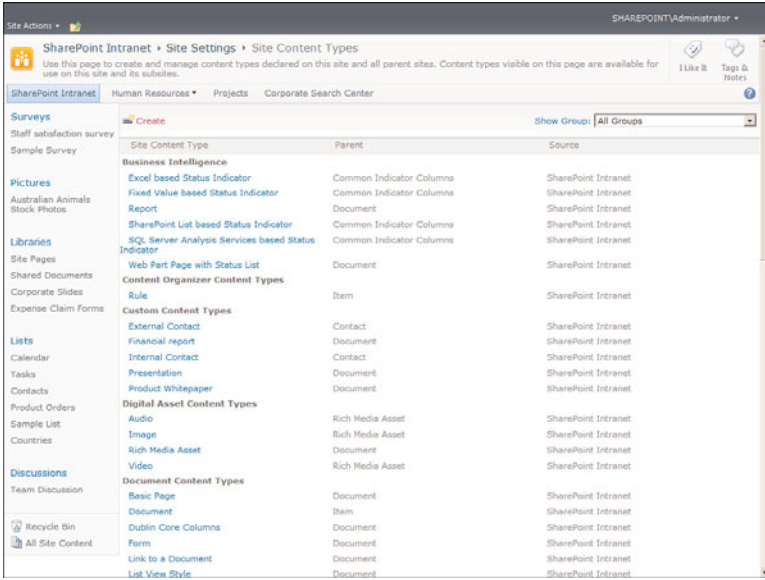 SHAREPOINT\Administrator
Site Actions
SharePoint Intranet › Site Settings › Site Content Types
Use this page to create and manage content types declared on this site and all parent sites. Content types visible on this page are available for
use on this site and its subsites.
I Like It
Tags &
Notes
SharePoint Intranet Human Resources Projects Corporate Search Center
Surveys
Staff satisfaction survey
Sample Survey
Pictures
Australian Animals
Stock Photos
Libraries
Site Pages
Shared Documents
Corporate Slides
Expense Claim Forms
Lists
Calendar
Tasks
Contacts
Product Orders
Sample List
Countries
Discussions
Team Discussion
Recycle Bin
All Site Content
Create
Show Group: All Groups
Site Content Type Parent Source
Business Intelligence
Excel based Status Indicator Common Indicator Columns SharePoint Intranet
Fixed Value based Status Indicator Common Indicator Columns SharePoint Intranet
Report Document SharePoint Intranet
SharePoint List based Status Indicator Common Indicator Columns SharePoint Intranet
SQL Server Analysis Services based Status Common Indicator Columns SharePoint Intranet
Indicator
Web Part Page with Status List Document SharePoint Intranet
Content Organizer Content Types
Rule Item SharePoint Intranet
Custom Content Types
External Contact Contact SharePoint Intranet
Financial report Document SharePoint Intranet
Internal Contact Contact SharePoint Intranet
Presentation Document SharePoint Intranet
Product Whitepaper Document SharePoint Intranet
Digital Asset Content Types
Audio Rich Media Asset SharePoint Intranet
Image Rich Media Asset SharePoint Intranet
Rich Media Asset Document SharePoint Intranet
Video Rich Media Asset SharePoint Intranet
Document Content Types
Basic Page Document SharePoint Intranet
Document Item SharePoint Intranet
Dublin Core Columns Document SharePoint Intranet
Form Document SharePoint Intranet
Link to a Document Document SharePoint Intranet
List View Style Document SharePoint Intranet